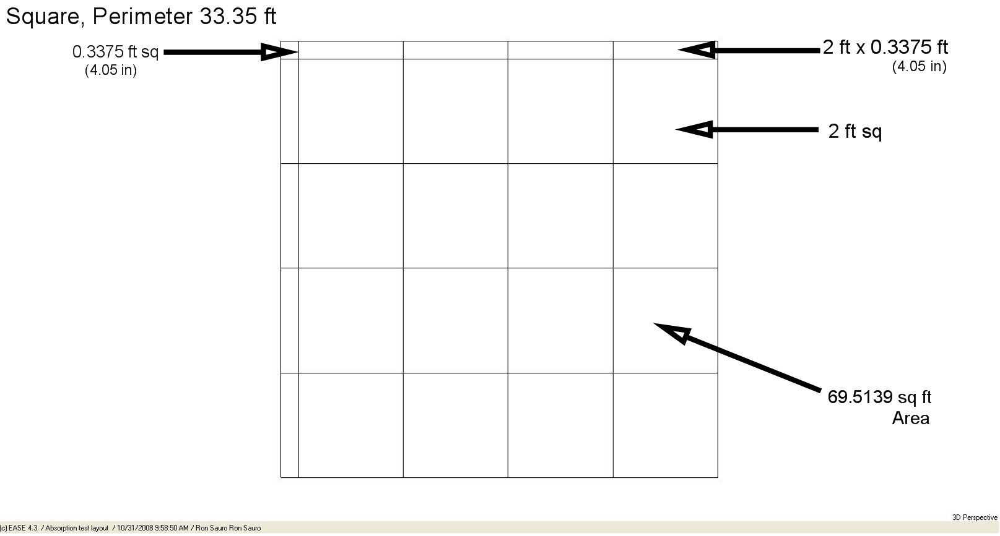 Square, Perimeter 33.35 ft
0.3375 ft sq
(4.05 in)
2 ft x 0.3375 ft
(4.05 in)
2 ft sq
69.5139 sq ft
Area
3D Perspective
(c) EASE 4.3 / Absorption test layout / 10/31/2008 9:58:50 AM / Ron Sauro Ron Sauro